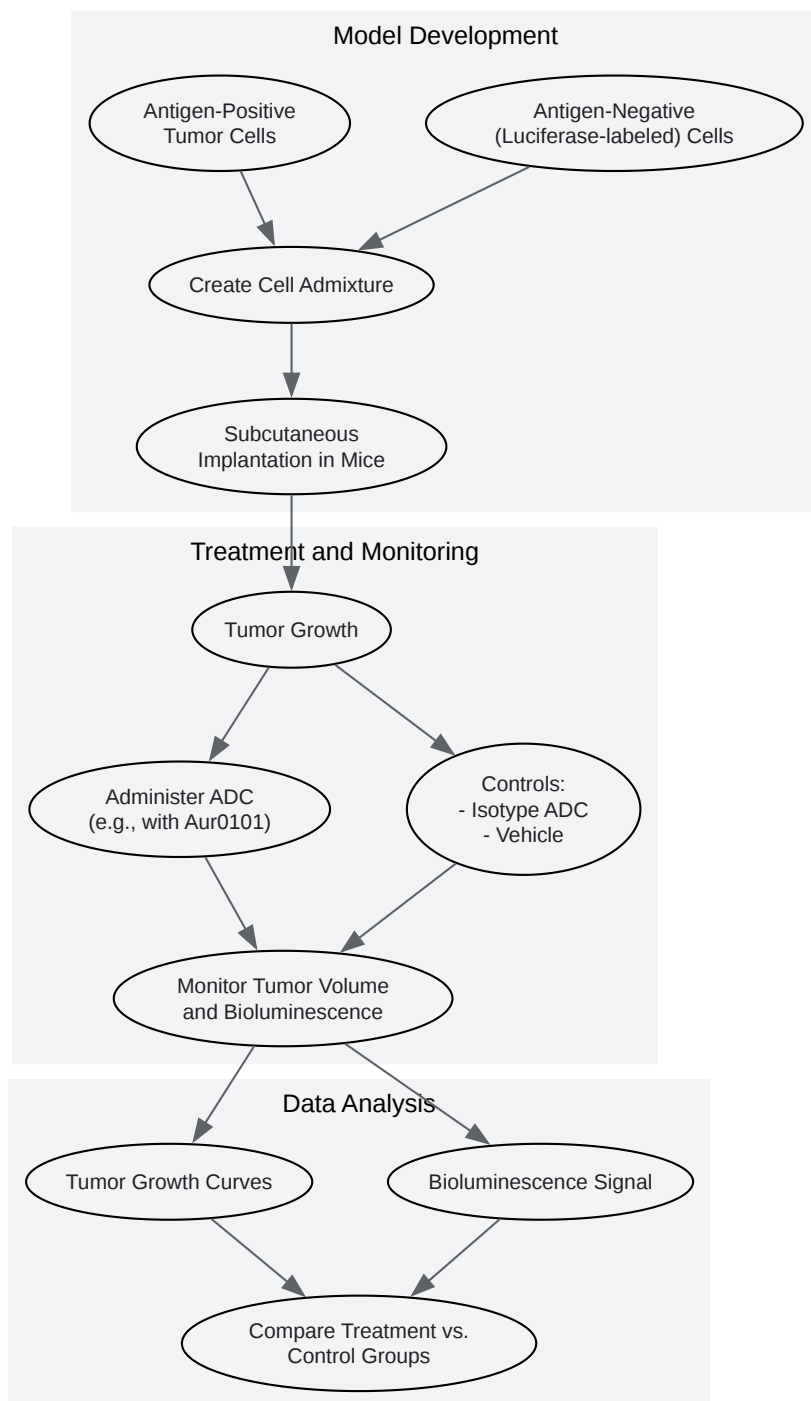 Model Development
Antigen-Positive
Tumor Cells
Antigen-Negative
(Luciferase-labeled) Cells
Create Cell Admixture
Subcutaneous
Implantation in Mice
Treatment and Monitoring
Tumor Growth
Administer ADC
(e.g., with Aur0101)
Controls:
- Isotype ADC
- Vehicle
Monitor Tumor Volume
and Bioluminescence
Data Analysis
Tumor Growth Curves
Bioluminescence Signal
Compare Treatment vs.
Control Groups